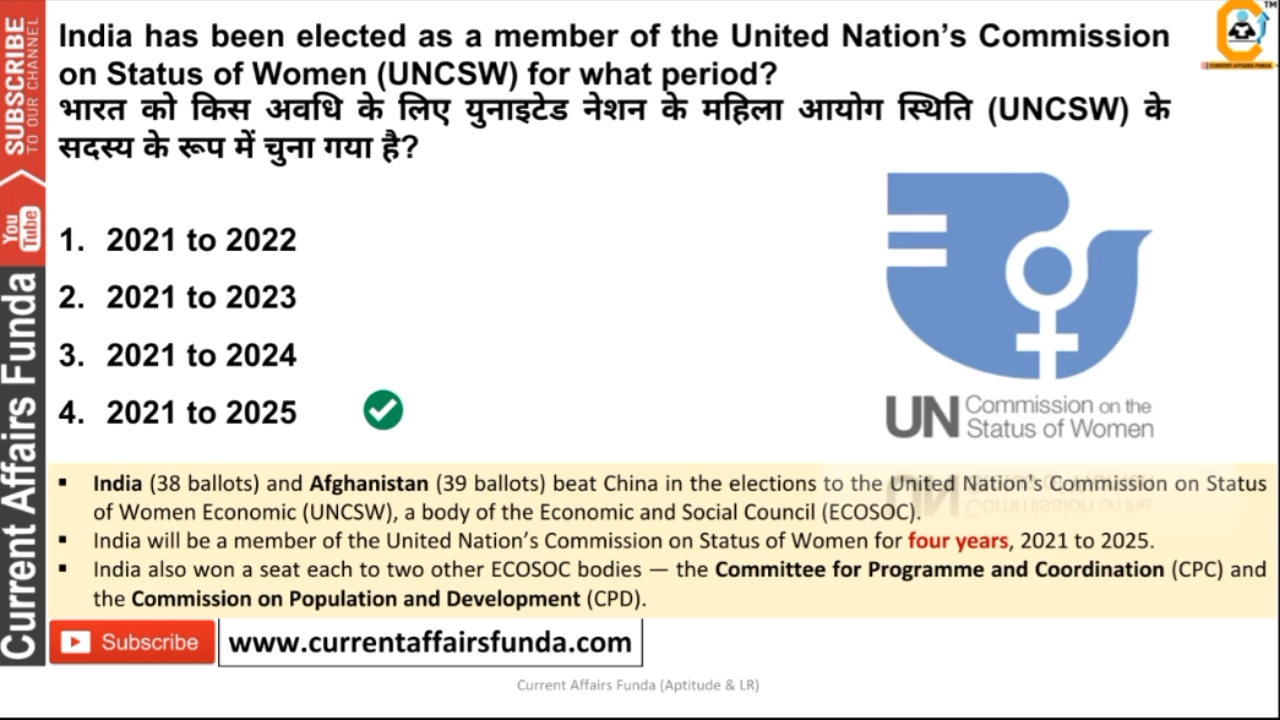 India has been elected as a member of the United Nation’s Commission
on Status of Women (UNCSW) for what period?
भारत को किस अवधि के लिए युनाइटेड नेशन के महिला आयोग स्थिति (UNCSW) के
सदस्य के रूप में चुना गया है?
1. 2021 to 2022
2. 2021 to 2023
3. 2021 to 2024
4. 2021 to 2025
UN Commission on the
Status of Women
▪ India (38 ballots) and Afghanistan (39 ballots) beat China in the elections to the United Nation's Commission on Status
of Women Economic (UNCSW), a body of the Economic and Social Council (ECOSOC).
▪ India will be a member of the United Nation’s Commission on Status of Women for four years, 2021 to 2025.
▪ India also won a seat each to two other ECOSOC bodies — the Committee for Programme and Coordination (CPC) and
the Commission on Population and Development (CPD).
Subscribe
www.currentaffairsfunda.com
Current Affairs Funda (Aptitude & LR)
SUBSCRIBE
TO OUR CHANNEL
You
Tube
Current Affairs Funda
TM
CURRENT AFFAIRS FUNDA